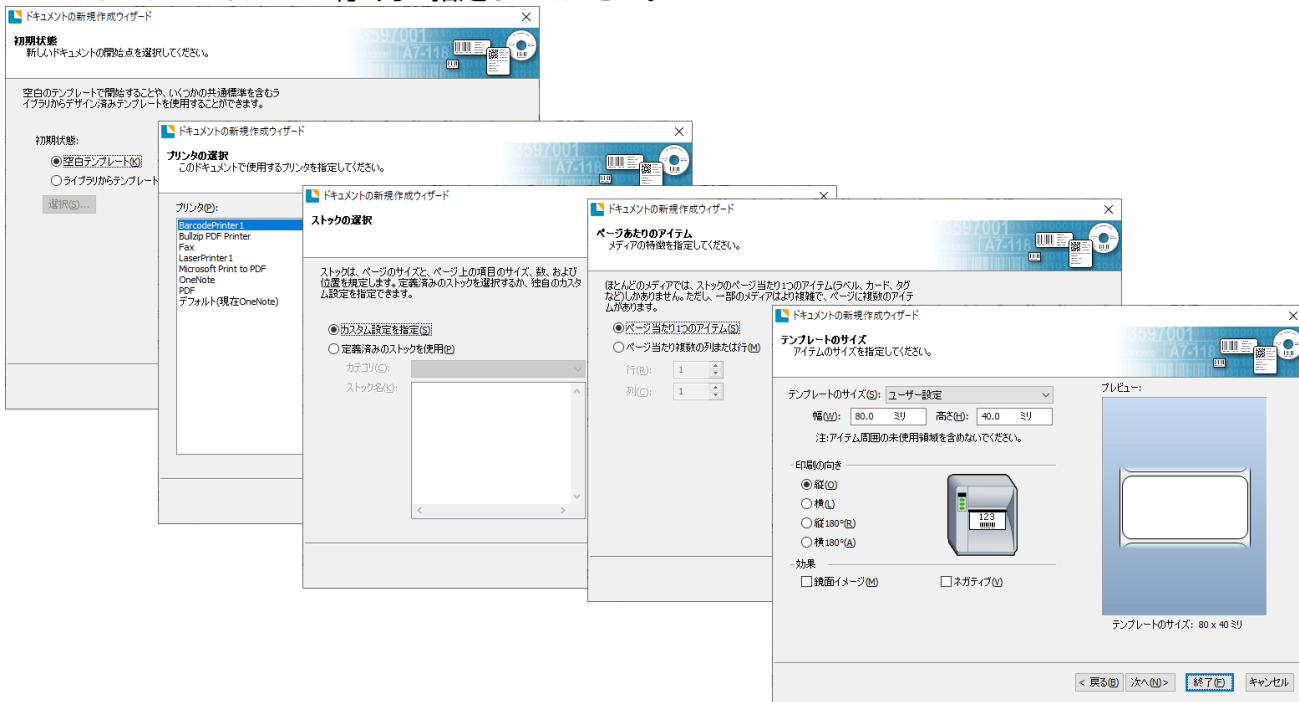 ドキュメントの新規作成ウィザード
初期状態
新しいドキュメントの開始点を選択してください。
空白のテンプレートで開始することや、いくつかの共通標準を含むラ
イブラリからデザイン済みテンプレートを使用することができます。
初期状態:
空白テンプレート(K)
ライブラリからテンプレート
選択(S)...
ドキュメントの新規作成ウィザード
プリンタの選択
このドキュメントで使用するプリンタを指定してください。
プリンタ(P):
BarcodePrinter1
Bullzip PDF Printer
Fax
LaserPrinter1
Microsoft Print to PDF
OneNote
PDF
デフォルト(現在OneNote)
ドキュメントの新規作成ウィザード
ストックの選択
ストックは、ページのサイズと、ページ上の項目のサイズ、数、および
位置を規定します。定義済みのストックを選択するか、独自のカスタ
ム設定を指定できます。
カスタム設定を指定(S)
定義済みのストックを使用(P)
カテゴリ(C):
ストック名(K):
ドキュメントの新規作成ウィザード
ページあたりのアイテム
メディアの特徴を指定してください。
ほとんどのメディアでは、ストックのページ当たり1つのアイテム(ラベル、カード、タグ
など)しかありません。ただし、一部のメディアはより複雑で、ページに複数のアイテ
ムがあります。
ページ当たり1つのアイテム(S)
ページ当たり複数の列または行(M)
行(R): 1
列(C): 1
ドキュメントの新規作成ウィザード
テンプレートのサイズ
アイテムのサイズを指定してください。
テンプレートのサイズ(S): ユーザー設定
幅(W): 80.0 ミリ 高さ(H): 40.0 ミリ
注:アイテム周囲の未使用領域を含めないでください。
印刷の向き
縦(O)
横(L)
縦180°(R)
横180°(A)
123
効果
鏡面イメージ(M) ネガティブ(V)
プレビュー:
テンプレートのサイズ: 80 x 40 ミリ
< 戻る(B) 次へ(N)> 終了(F) キャンセル